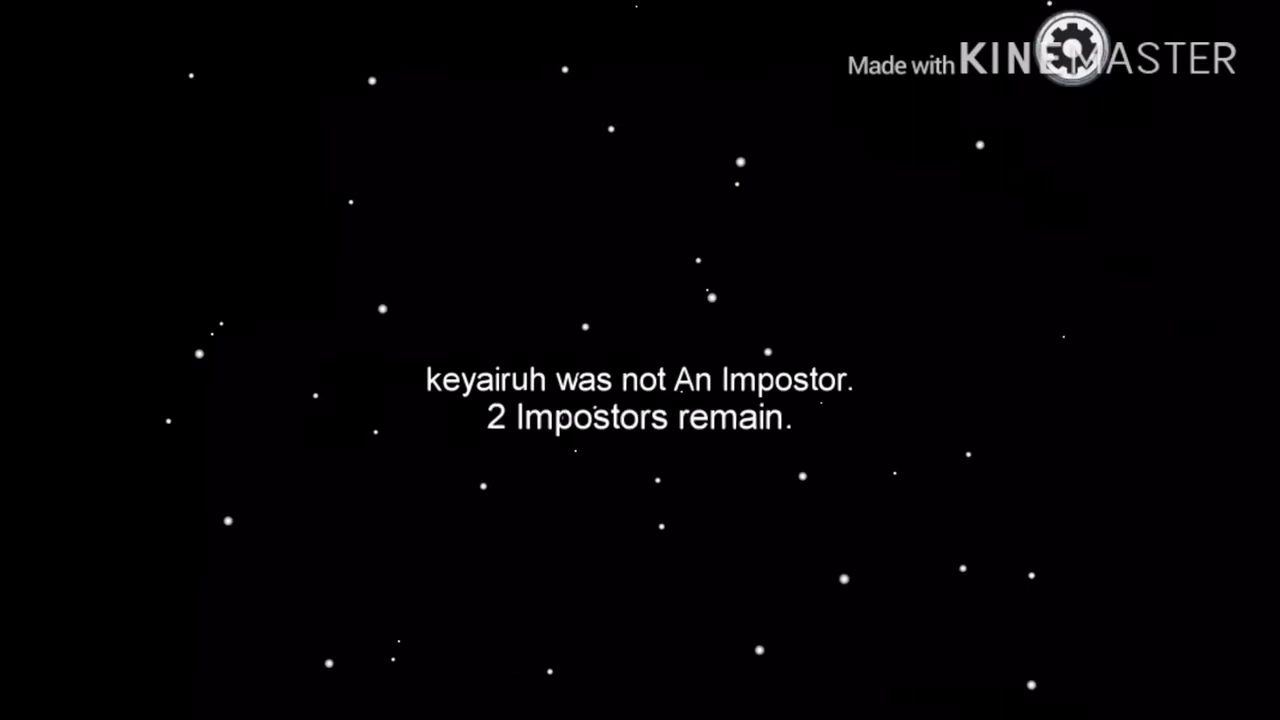 Made with KINEMASTER
keyairuh was not An Impostor.
2 Impostors remain.